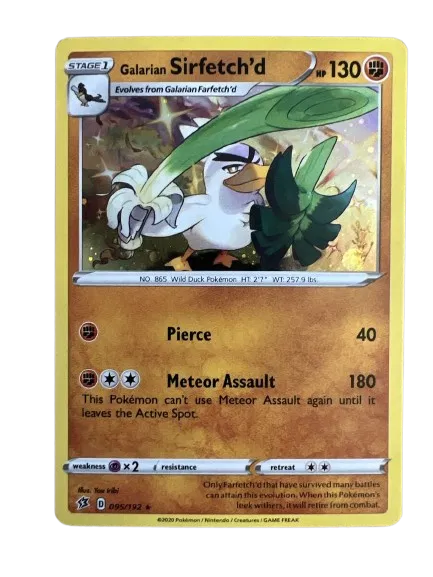 STAGE 1 Galarian Sirfetch'd HP 130
Evolves from Galarian Farfetch'd
NO. 865 Wild Duck Pokémon HT: 2'7" WT: 257.9 lbs.
Pierce 40
Meteor Assault 180
This Pokémon can't use Meteor Assault again until it
leaves the Active Spot.
weakness ×2 resistance retreat
Illus. Yuu Iribi
D 095/192 ★
Only Farfetch'd that have survived many battles
can attain this evolution. When this Pokémon's
leek withers, it will retire from combat.
©2020 Pokémon / Nintendo / Creatures / GAME FREAK